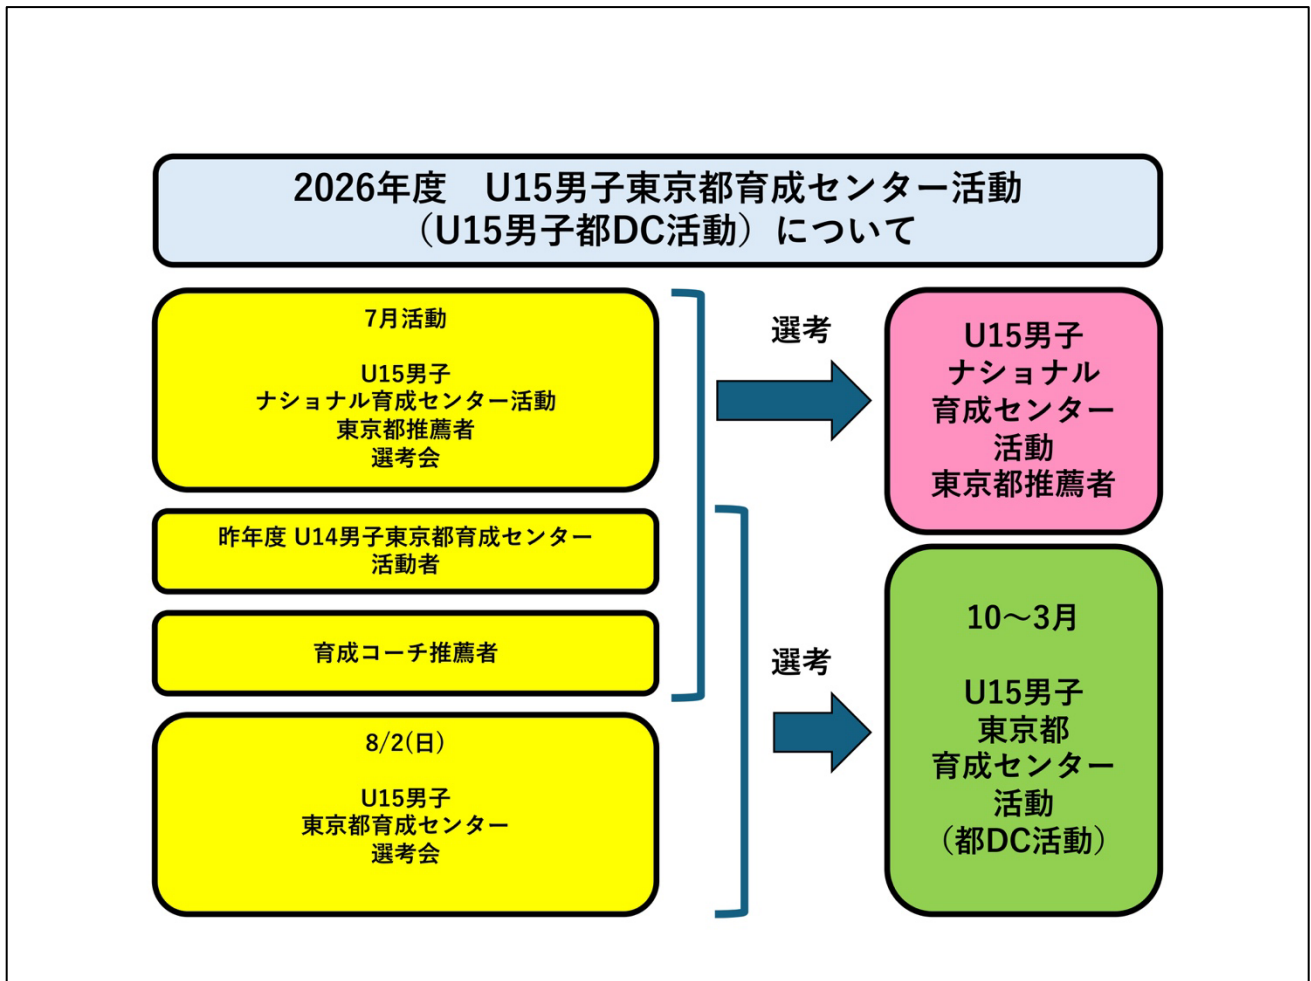 2026年度　U15男子東京都育成センター活動
（U15男子都DC活動）について
7月活動
U15男子
ナショナル育成センター活動
東京都推薦者
選考会
昨年度 U14男子東京都育成センター
活動者
育成コーチ推薦者
8/2(日)
U15男子
東京都育成センター
選考会
選考
選考
U15男子
ナショナル
育成センター
活動
東京都推薦者
10～3月
U15男子
東京都
育成センター
活動
（都DC活動）